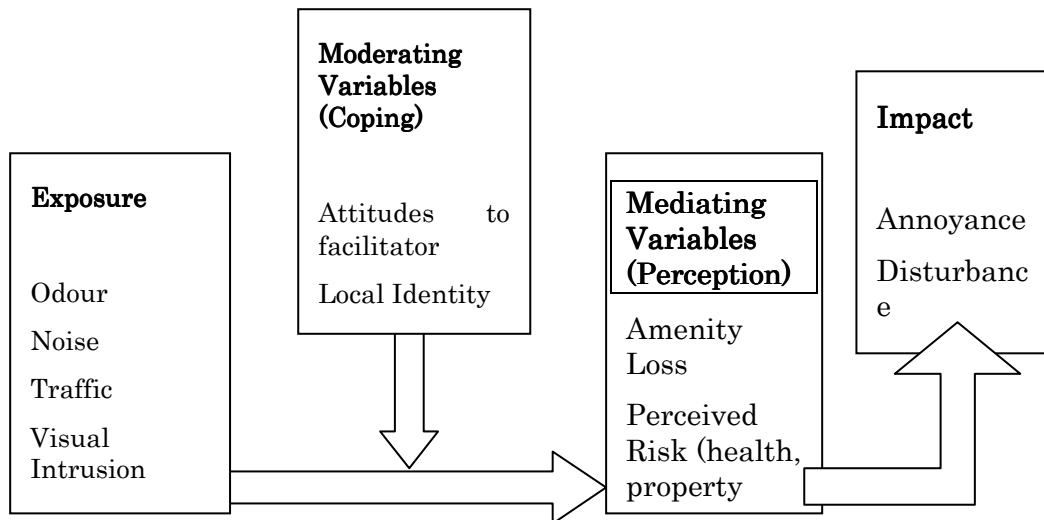 Exposure
Odour
Noise
Traffic
Visual
Intrusion
Moderating
Variables
(Coping)
Attitudes to
facilitator
Local Identity
Mediating
Variables
(Perception)
Amenity
Loss
Perceived
Risk (health,
property
Impact
Annoyance
Disturbanc
e